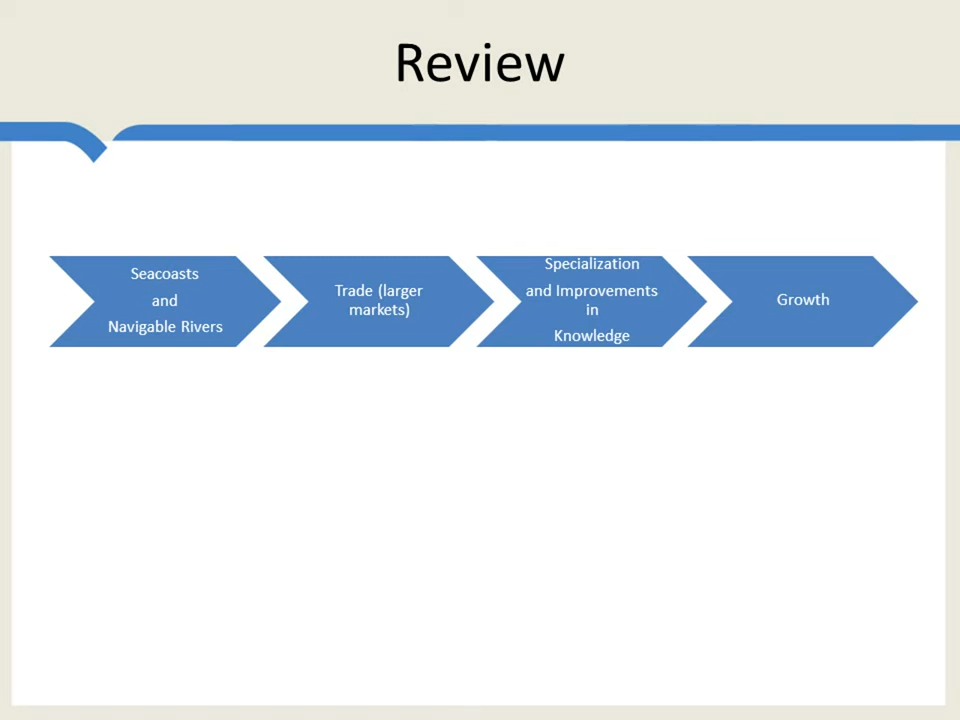 Review
Seacoasts
and
Navigable Rivers
Trade (larger
markets)
Specialization
and Improvements
in
Knowledge
Growth